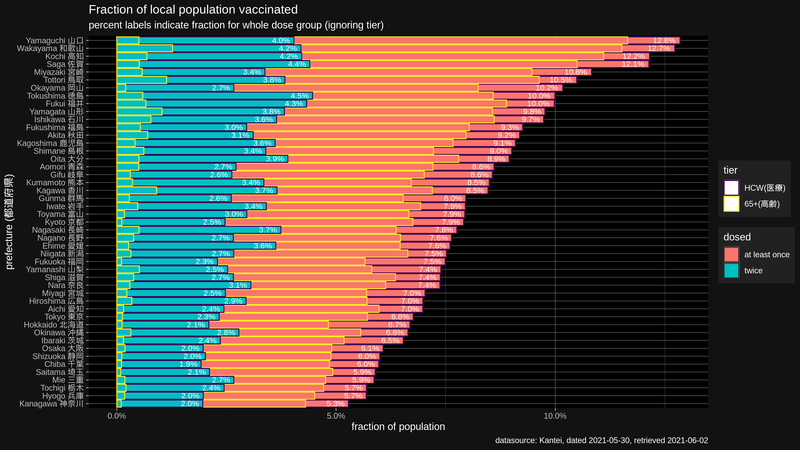 Fraction of local population vaccinated
percent labels indicate fraction for whole dose group (ignoring tier)
prefecture (都道府県)
Yamaguchi 山口 4.0% 12.8%
Wakayama 和歌山 4.2% 12.7%
Kochi 高知 4.2% 12.2%
Saga 佐賀 4.4% 12.1%
Miyazaki 宮崎 3.4% 10.8%
Tottori 鳥取 3.8% 10.5%
Okayama 岡山 2.7% 10.2%
Tokushima 徳島 4.5% 10.0%
Fukui 福井 4.3% 10.0%
Yamagata 山形 3.8% 9.8%
Ishikawa 石川 3.6% 9.7%
Fukushima 福島 3.0% 9.3%
Akita 秋田 3.1% 9.2%
Kagoshima 鹿児島 3.6% 9.1%
Shimane 島根 3.4% 9.0%
Oita 大分 3.9% 8.9%
Aomori 青森 2.7% 8.6%
Gifu 岐阜 2.6% 8.6%
Kumamoto 熊本 3.4% 8.5%
Kagawa 香川 3.7% 8.5%
Gunma 群馬 2.6% 8.0%
Iwate 岩手 3.4% 7.9%
Toyama 富山 3.0% 7.9%
Kyoto 京都 2.5% 7.9%
Nagasaki 長崎 3.7% 7.8%
Nagano 長野 2.7% 7.6%
Ehime 愛媛 3.6% 7.6%
Niigata 新潟 2.7% 7.5%
Fukuoka 福岡 2.3% 7.5%
Yamanashi 山梨 2.5% 7.4%
Shiga 滋賀 2.7% 7.4%
Nara 奈良 3.1% 7.4%
Miyagi 宮城 2.5% 7.0%
Hiroshima 広島 2.9% 7.0%
Aichi 愛知 2.4% 7.0%
Tokyo 東京 2.3% 6.8%
Hokkaido 北海道 2.1% 6.7%
Okinawa 沖縄 2.8% 6.6%
Ibaraki 茨城 2.4% 6.5%
Osaka 大阪 2.0% 6.1%
Shizuoka 静岡 2.0% 6.0%
Chiba 千葉 1.9% 6.0%
Saitama 埼玉 2.1% 5.9%
Mie 三重 2.7% 5.9%
Tochigi 栃木 2.4% 5.7%
Hyogo 兵庫 2.0% 5.7%
Kanagawa 神奈川 2.0% 5.3%
0.0% 5.0% 10.0%
fraction of population
tier
HCW(医療)
65+(高齢)
dosed
at least once
twice
datasource: Kantei, dated 2021-05-30, retrieved 2021-06-02